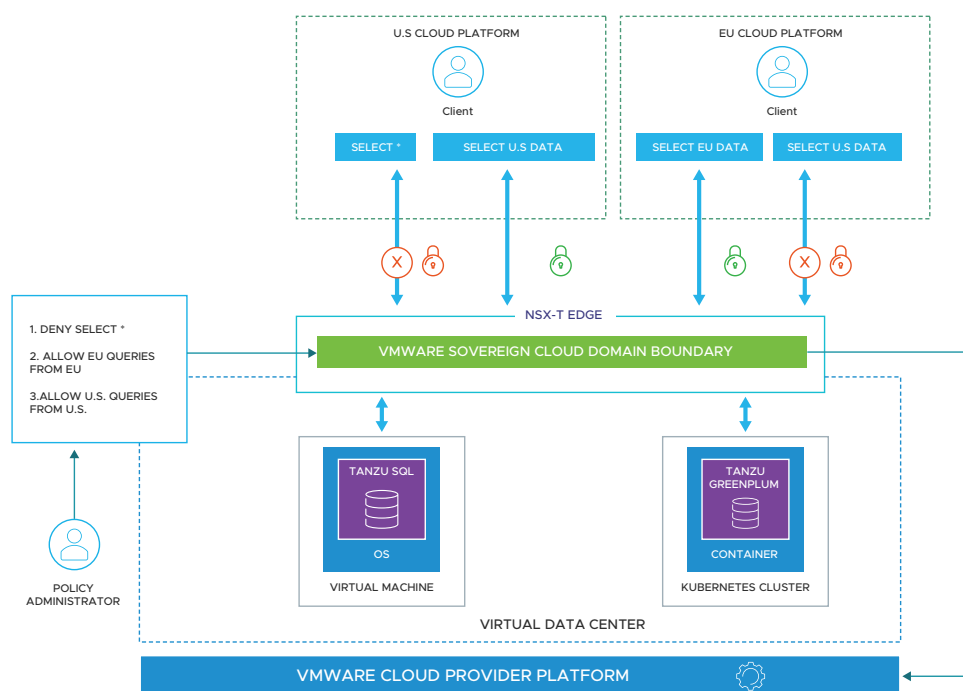 U.S CLOUD PLATFORM
Client
SELECT *
SELECT U.S DATA
EU CLOUD PLATFORM
Client
SELECT EU DATA
SELECT U.S DATA
X
X
1. DENY SELECT *
2. ALLOW EU QUERIES
FROM EU
3.ALLOW U.S. QUERIES
FROM U.S.
NSX-T EDGE
VMWARE SOVEREIGN CLOUD DOMAIN BOUNDARY
TANZU SQL
OS
VIRTUAL MACHINE
TANZU
GREENPLUM
CONTAINER
KUBERNETES CLUSTER
POLICY
ADMINISTRATOR
VIRTUAL DATA CENTER
VMWARE CLOUD PROVIDER PLATFORM